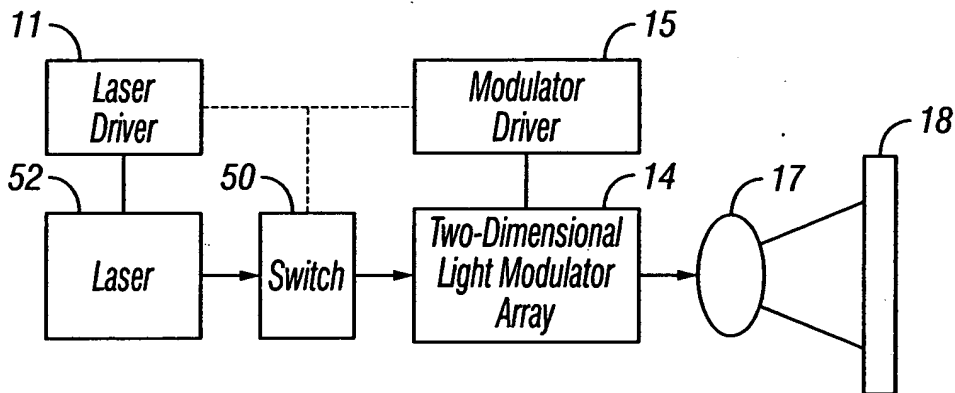 11
15
Laser
Driver
Modulator
Driver
18
52
50
14
17
Laser
Switch
Two-Dimensional
Light Modulator
Array